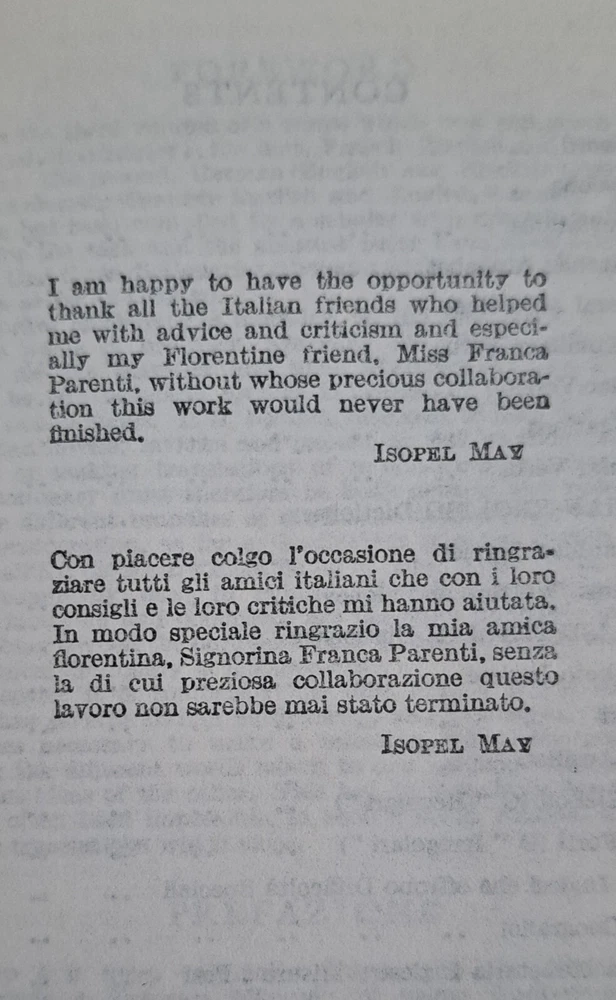 CONTENTS
I am happy to have the opportunity to
thank all the Italian friends who helped
me with advice and criticism and especi-
ally my Florentine friend, Miss Franca
Parenti, without whose precious collabora-
tion this work would never have been
finished.
ISOPEL MAY
Con piacere colgo l'occasione di ringra-
ziare tutti gli amici italiani che con i loro
consigli e le loro critiche mi hanno aiutata.
In modo speciale ringrazio la mia amica
fiorentina, Signorina Franca Parenti, senza
la di cui preziosa collaborazione questo
lavoro non sarebbe mai stato terminato.
ISOPEL MAY